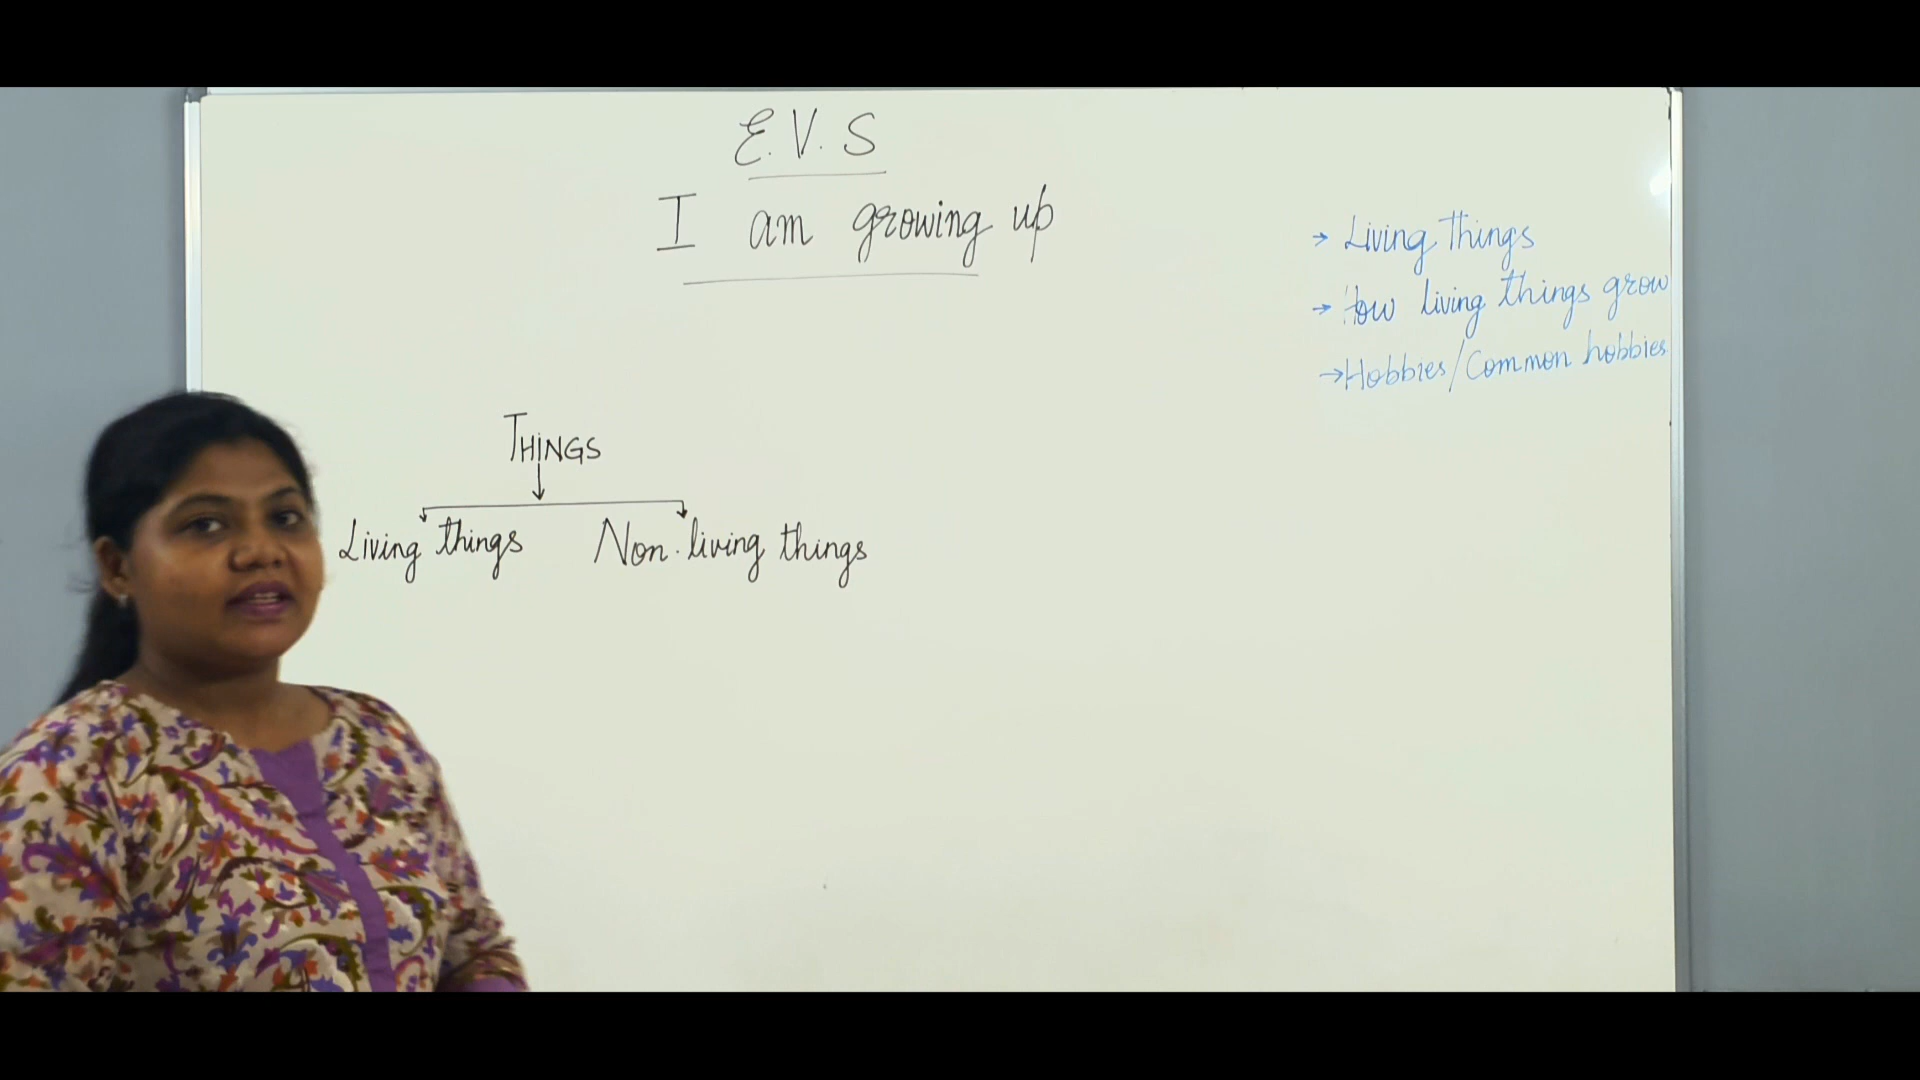 E.V.S
I am growing up
→ Living things
→ How living things grow
→ Hobbies/Common hobbies
THiNGS
Living things Non-living things